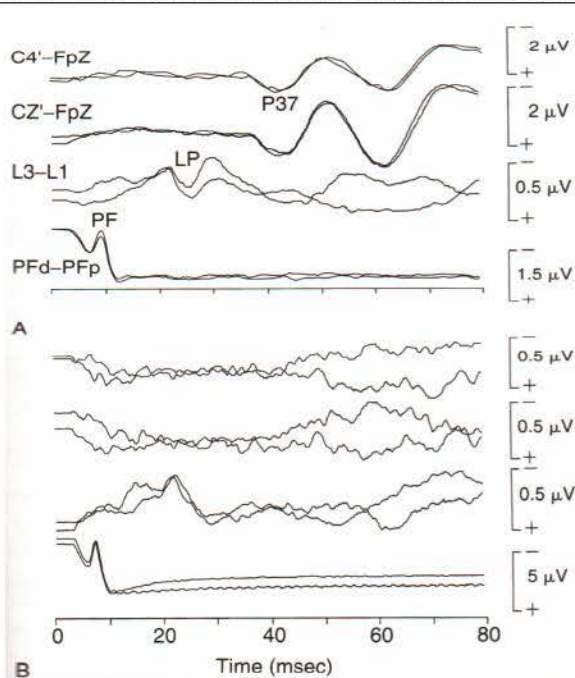 C4'–FpZ
−
2 µV
+
P37
CZ'–FpZ
−
2 µV
+
LP
L3–L1
−
0.5 µV
+
PF
PFd–PFp
−
1.5 µV
+
A
−
0.5 µV
+
−
0.5 µV
+
−
0.5 µV
+
−
5 µV
+
0 20 40 60 80
B Time (msec)